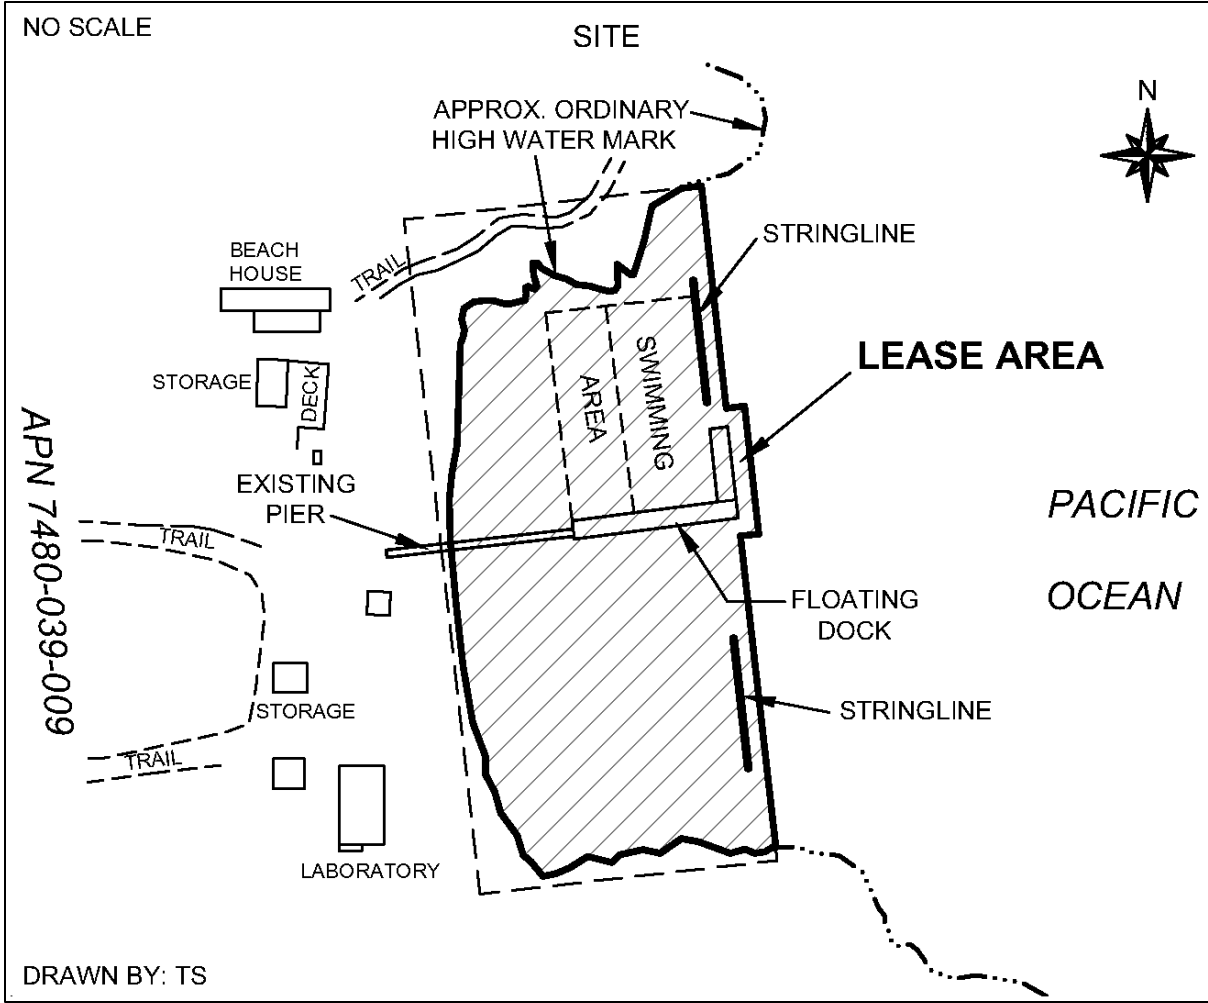 NO SCALE
SITE
N
APPROX. ORDINARY
HIGH WATER MARK
STRINGLINE
BEACH
HOUSE
TRAIL
LEASE AREA
STORAGE
DECK
SWIMMING
AREA
APN 7480-039-009
EXISTING
PIER
PACIFIC
OCEAN
TRAIL
FLOATING
DOCK
STORAGE
STRINGLINE
TRAIL
LABORATORY
DRAWN BY: TS